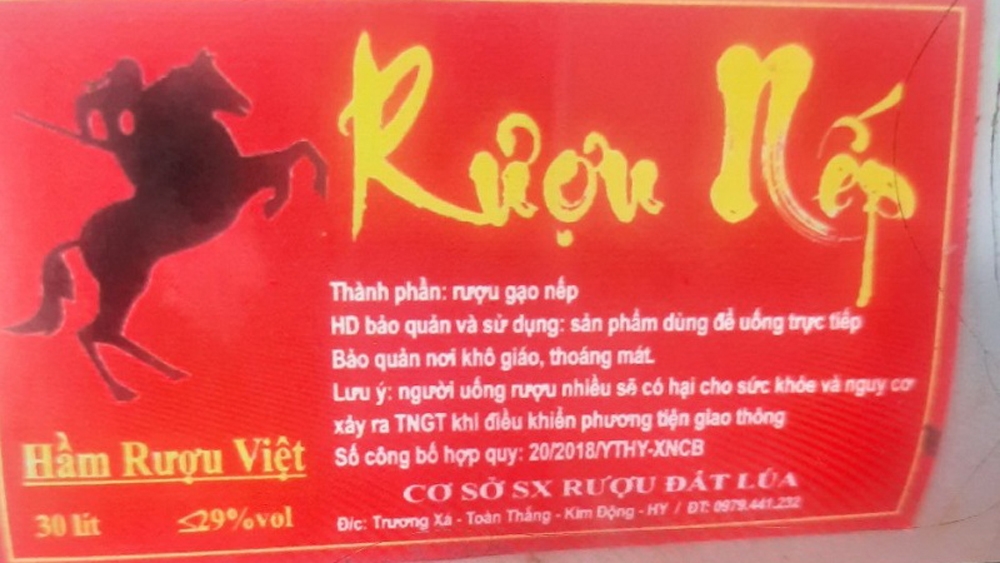 Rượu Nếp
Thành phần: rượu gạo nếp
HD bảo quản và sử dụng: sản phẩm dùng để uống trực tiếp
Bảo quản nơi khô giáo, thoáng mát.
Lưu ý: người uống rượu nhiều sẽ có hại cho sức khỏe và nguy cơ
xảy ra TNGT khi điều khiển phương tiện giao thông
Số công bố hợp quy: 20/2018/YTHY-XNCB
CƠ SỞ SX RƯỢU ĐẤT LÚA
Đ/c: Trương Xá - Toàn Thắng - Kim Động - HY / ĐT: 0979.441.232
Hầm Rượu Việt
30 lít ≤29%vol